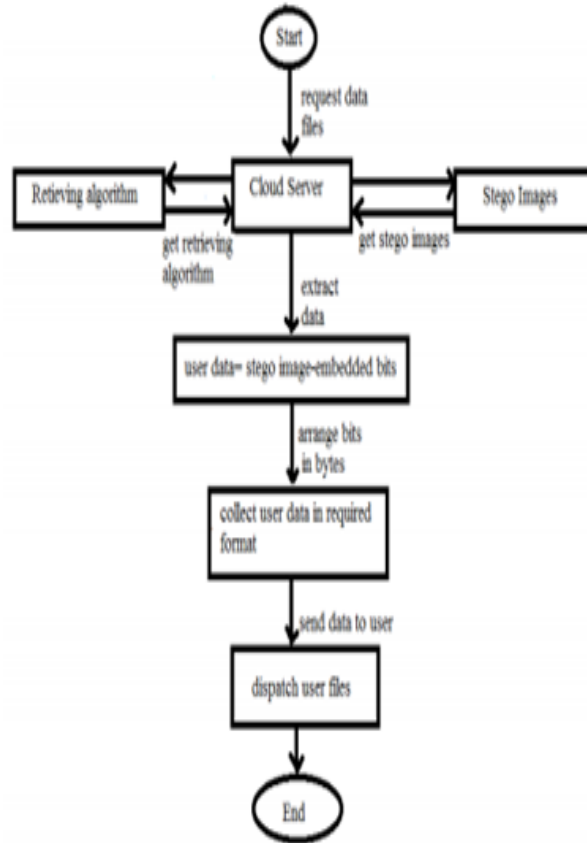 Start
request data
files
Retieving algorithm
Cloud Server
Stego Images
get retrieving
algorithm
get stego images
extract
data
user data= stego image-embedded bits
arrange bits
in bytes
collect user data in required
format
send data to user
dispatch user files
End